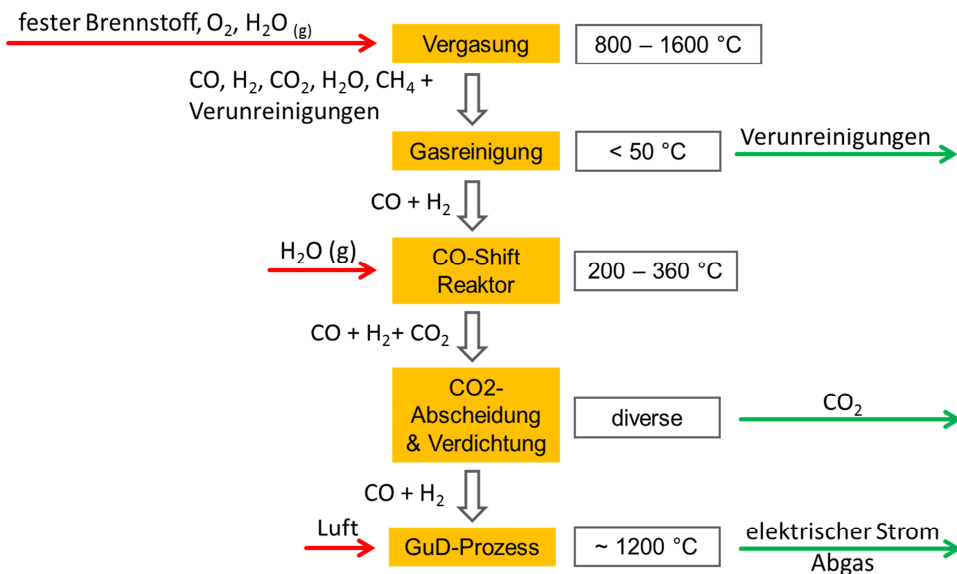 fester Brennstoff, O₂, H₂O (g)
Vergasung
800 – 1600 °C
CO, H₂, CO₂, H₂O, CH₄ +
Verunreinigungen
Gasreinigung
< 50 °C
Verunreinigungen
CO + H₂
H₂O (g)
CO-Shift
Reaktor
200 – 360 °C
CO + H₂+ CO₂
CO2-
Abscheidung
& Verdichtung
diverse
CO₂
CO + H₂
Luft
GuD-Prozess
~ 1200 °C
elektrischer Strom
Abgas